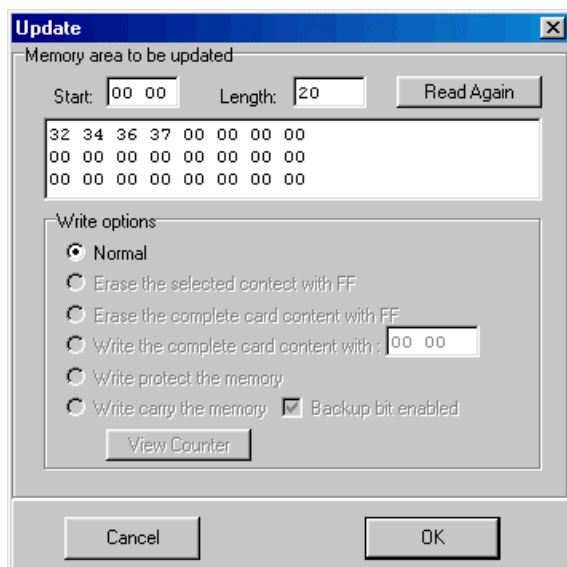 Update
Memory area to be updated
Start: 00 00 Length: 20 Read Again
32 34 36 37 00 00 00 00
00 00 00 00 00 00 00 00
00 00 00 00 00 00 00 00
Write options
Normal
Erase the selected contect with FF
Erase the complete card content with FF
Write the complete card content with : 00 00
Write protect the memory
Write carry the memory Backup bit enabled
View Counter
Cancel OK